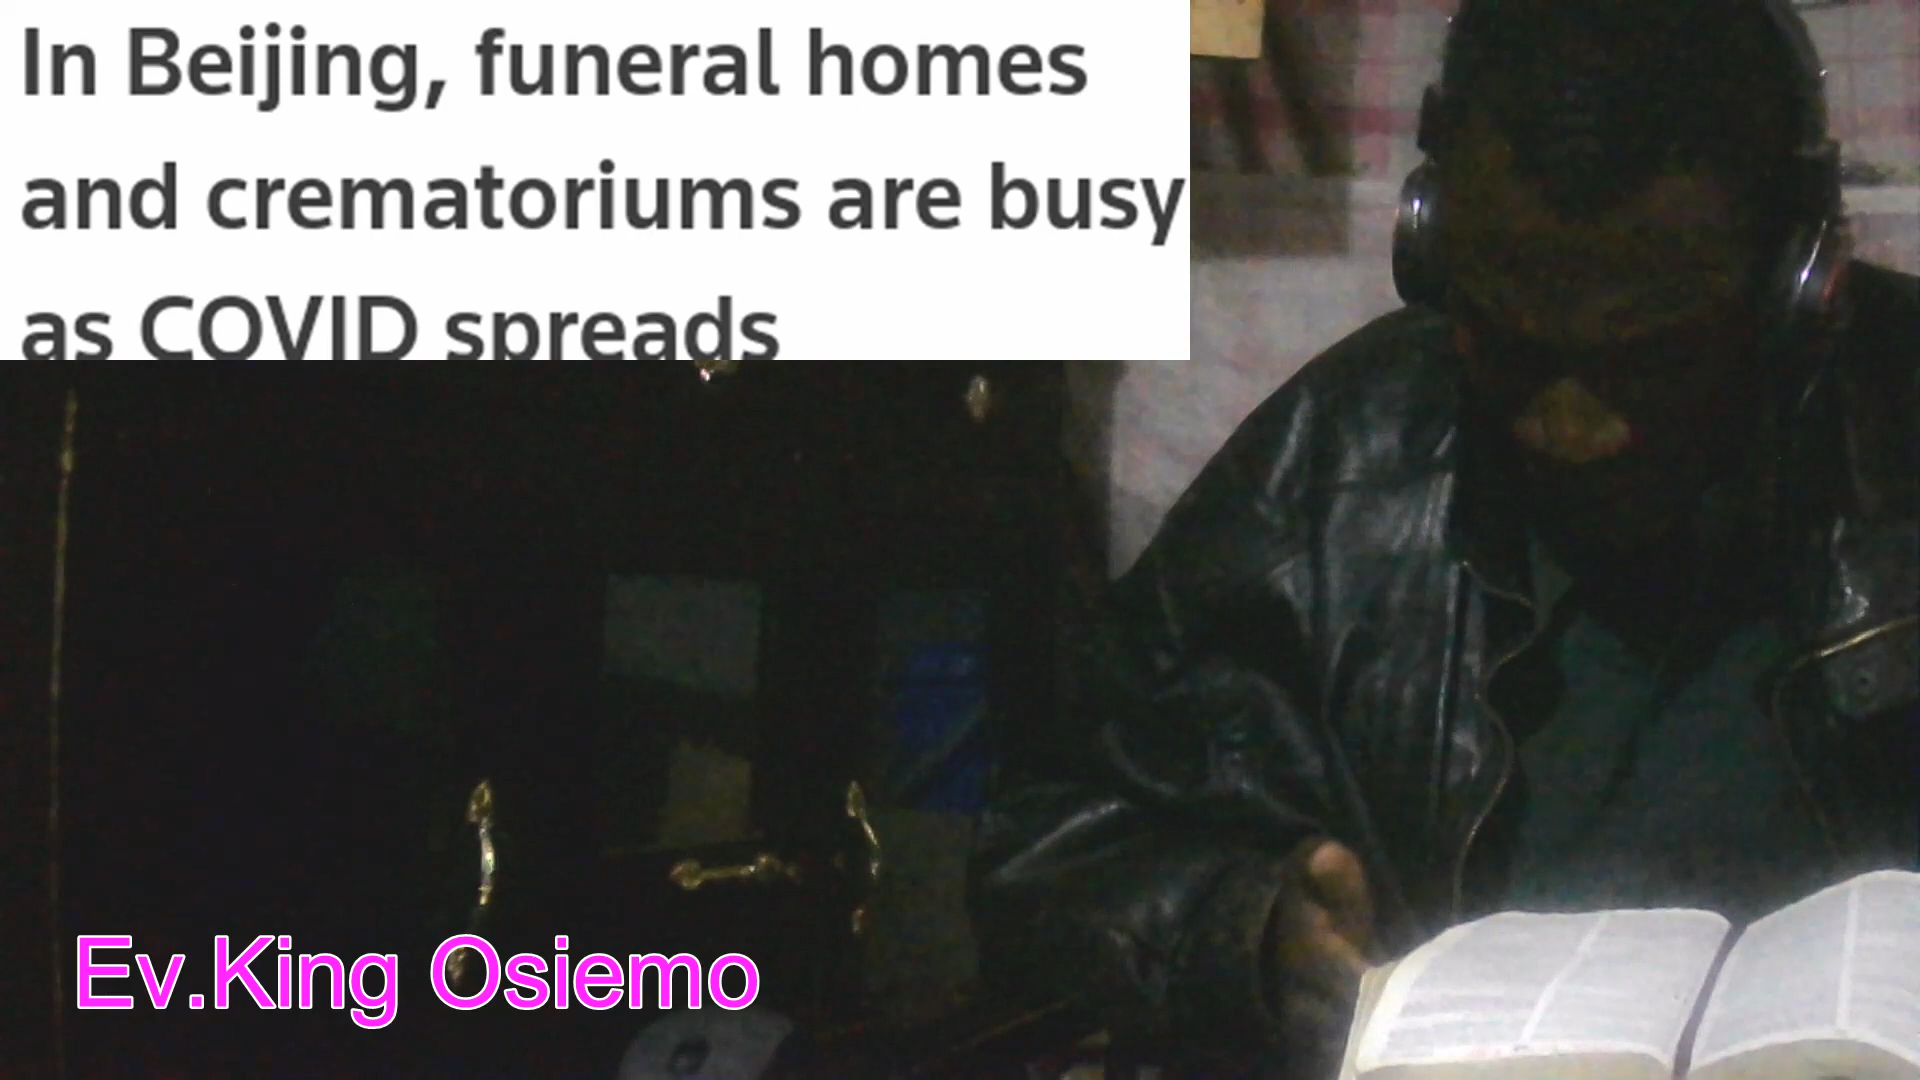 In Beijing, funeral homes
and crematoriums are busy
as COVID spreads
Ev.King Osiemo